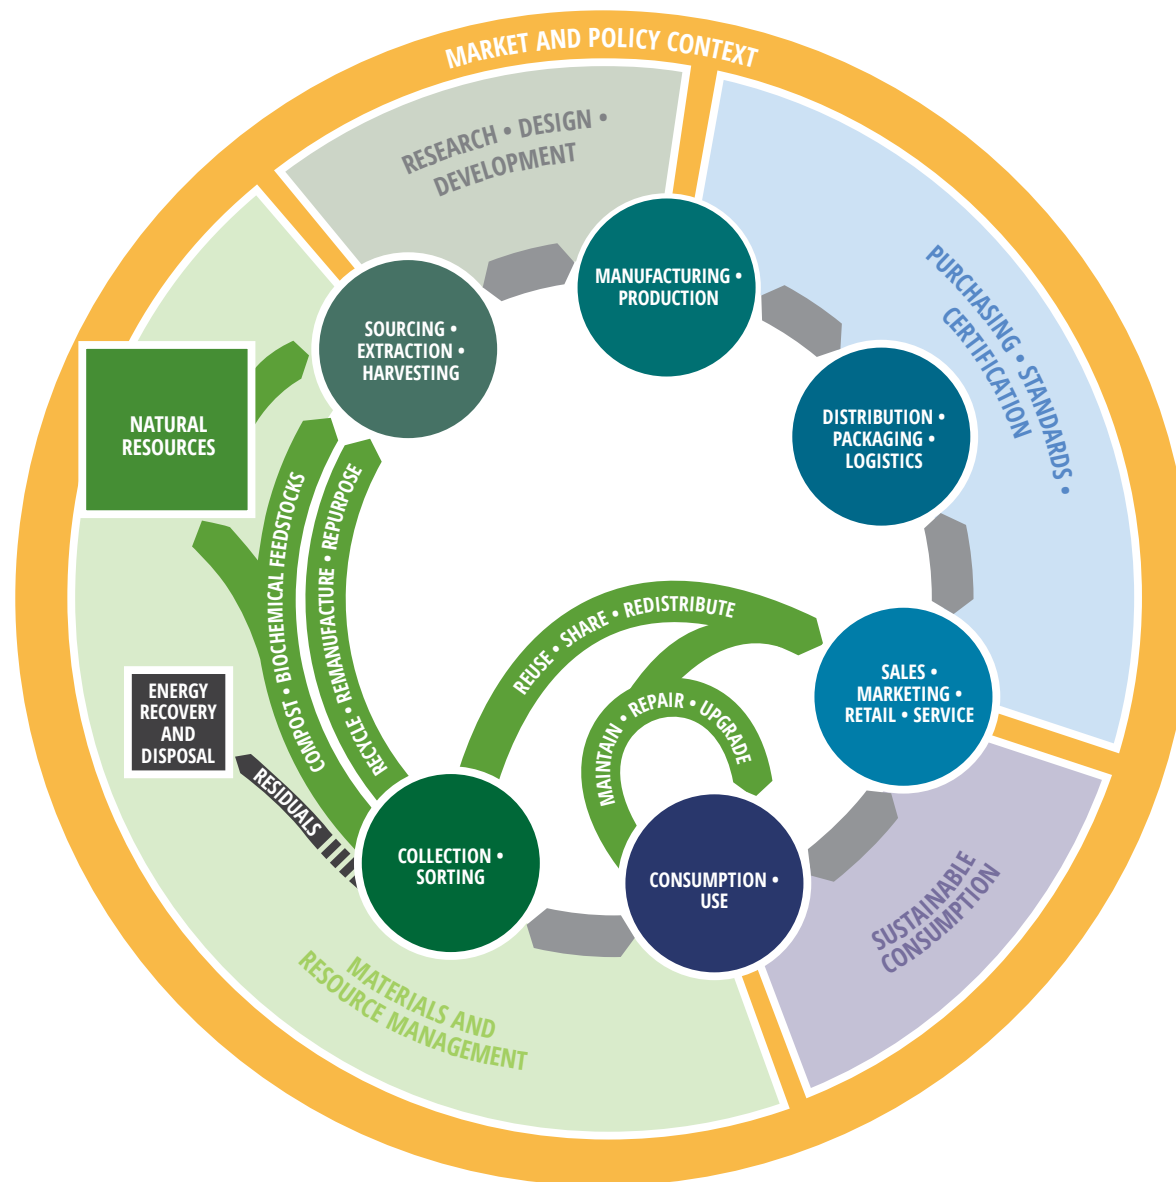 MARKET AND POLICY CONTEXT
RESEARCH • DESIGN •
DEVELOPMENT
PURCHASING • STANDARDS •
CERTIFICATION
MANUFACTURING •
PRODUCTION
SOURCING •
EXTRACTION •
HARVESTING
DISTRIBUTION •
PACKAGING •
LOGISTICS
NATURAL
RESOURCES
COMPOST • BIOCHEMICAL FEEDSTOCKS
RECYCLE • REMANUFACTURE • REPURPOSE
REUSE • SHARE • REDISTRIBUTE
MAINTAIN • REPAIR • UPGRADE
SALES •
MARKETING •
RETAIL • SERVICE
ENERGY
RECOVERY
AND
DISPOSAL
RESIDUALS
COLLECTION •
SORTING
CONSUMPTION •
USE
SUSTAINABLE
CONSUMPTION
MATERIALS AND
RESOURCE MANAGEMENT